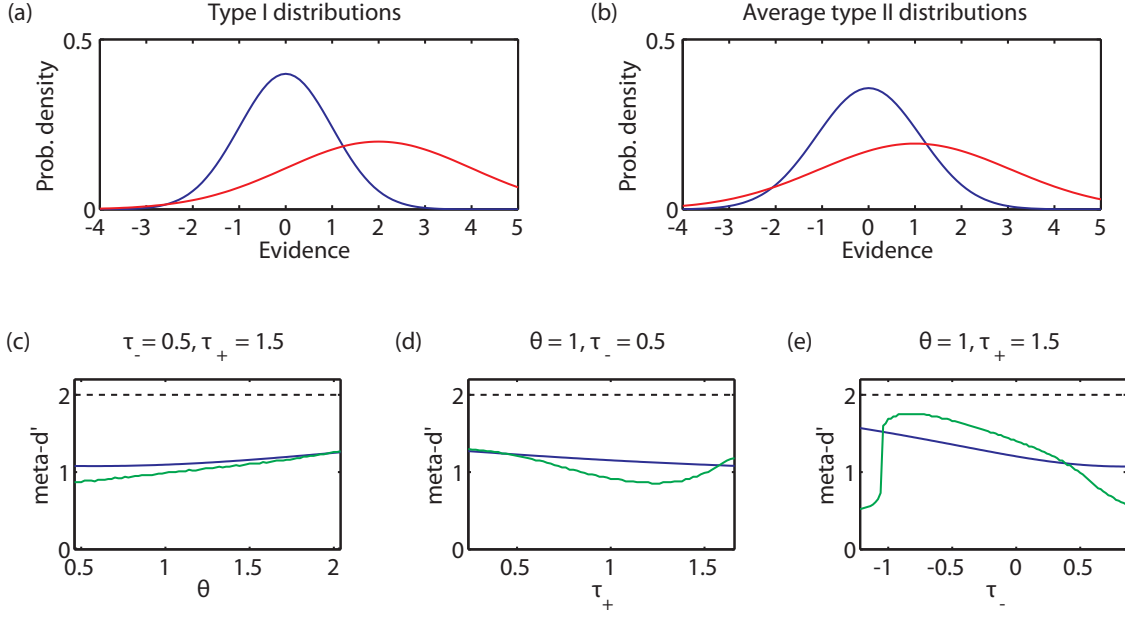 (a) Type I distributions
0.5
Prob. density
0
-4 -3 -2 -1 0 1 2 3 4 5
Evidence
(b) Average type II distributions
0.5
Prob. density
0
-4 -3 -2 -1 0 1 2 3 4 5
Evidence
(c) τ_ = 0.5, τ₊ = 1.5
2
meta-d'
1
0
0.5 1 1.5 2
θ
(d) θ = 1, τ_ = 0.5
2
meta-d'
1
0
0.5 1 1.5
τ₊
(e) θ = 1, τ₊ = 1.5
2
meta-d'
1
0
-1 -0.5 0 0.5
τ_